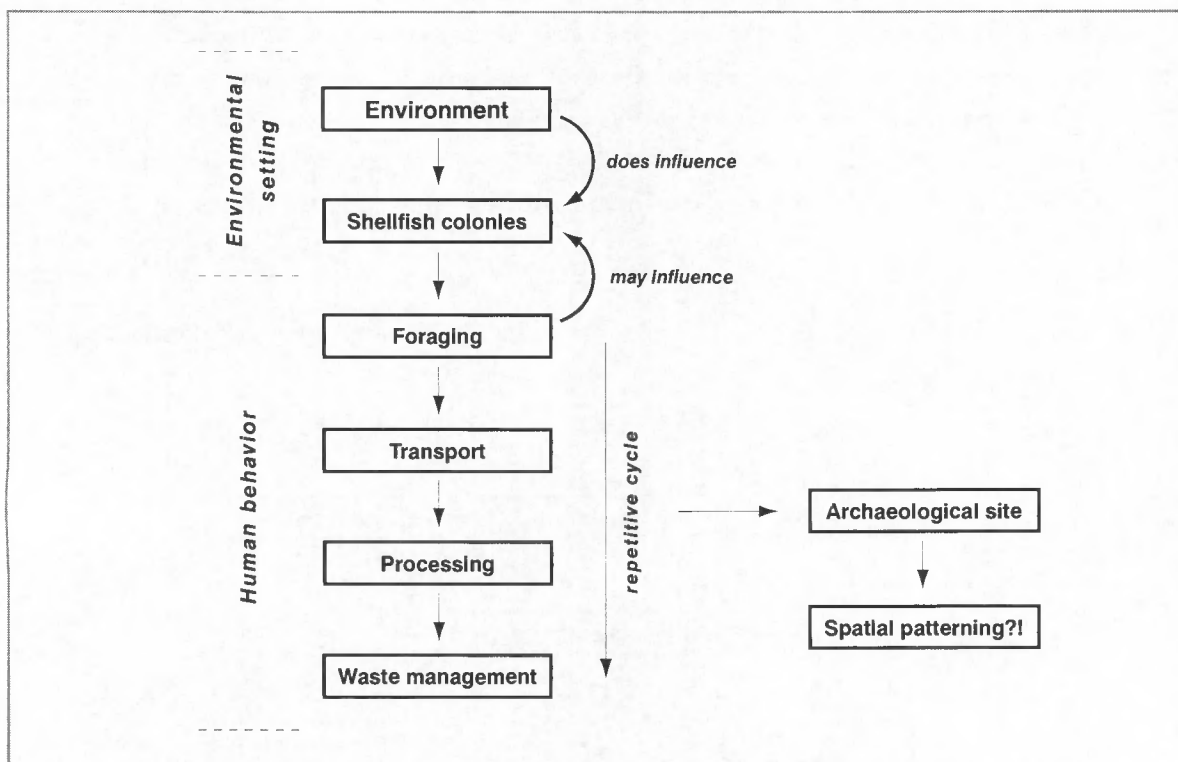 Environmental
setting
Environment
does influence
Shellfish colonies
may influence
Foraging
Human behavior
Transport
repetitive cycle
Archaeological site
Processing
Spatial patterning?!
Waste management